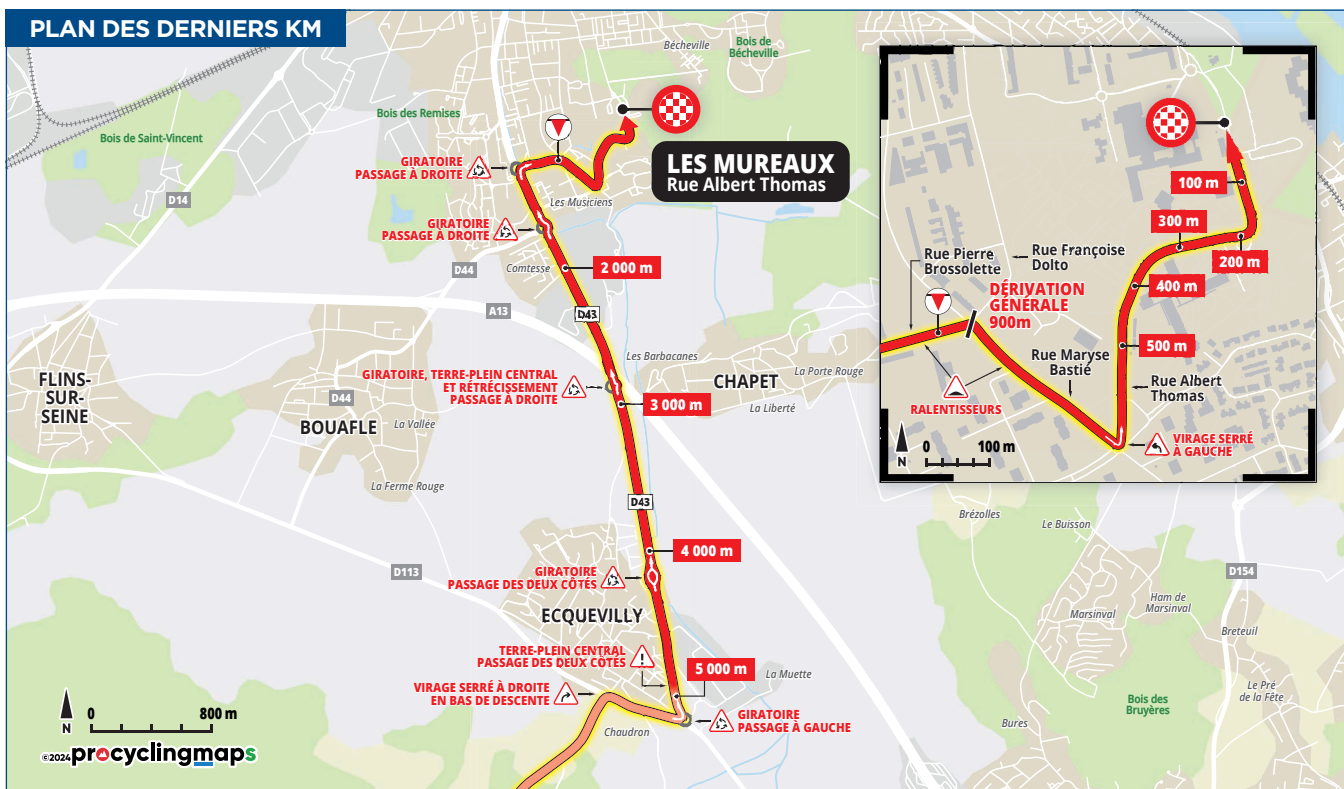 PLAN DES DERNIERS KM
Bécheville
Bois de
Bécheville
Bois des Remises
Bois de Saint-Vincent
GIRATOIRE
PASSAGE À DROITE
LES MUREAUX
Rue Albert Thomas
D14
Les Musiciens
GIRATOIRE
PASSAGE À DROITE
D44
Comtesse
2 000 m
A13
D43
Les Barbacanes
FLINS-
SUR-
SEINE
GIRATOIRE, TERRE-PLEIN CENTRAL
ET RÉTRÉCISSEMENT
PASSAGE À DROITE
CHAPET
La Porte Rouge
La Liberté
3 000 m
D44
BOUAFLE
La Vallée
La Ferme Rouge
D43
4 000 m
D113
GIRATOIRE
PASSAGE DES DEUX CÔTÉS
ECQUEVILLY
TERRE-PLEIN CENTRAL
PASSAGE DES DEUX CÔTÉS
!
5 000 m
La Muette
VIRAGE SERRÉ À DROITE
EN BAS DE DESCENTE
GIRATOIRE
PASSAGE À GAUCHE
Chaudron
N
0 800 m
©2024 procyclingmaps
100 m
300 m
200 m
Rue Pierre
Brossolette
Rue Françoise
Dolto
400 m
DÉRIVATION
GÉNÉRALE
900m
500 m
Rue Maryse
Bastié
Rue Albert
Thomas
RALENTISSEURS
VIRAGE SERRÉ
À GAUCHE
N
0 100 m
Brézolles
Le Buisson
D154
Ham de
Marsinval
Marsinval
Breteuil
Le Pré
de la Fête
Bois des
Bruyères
Bures